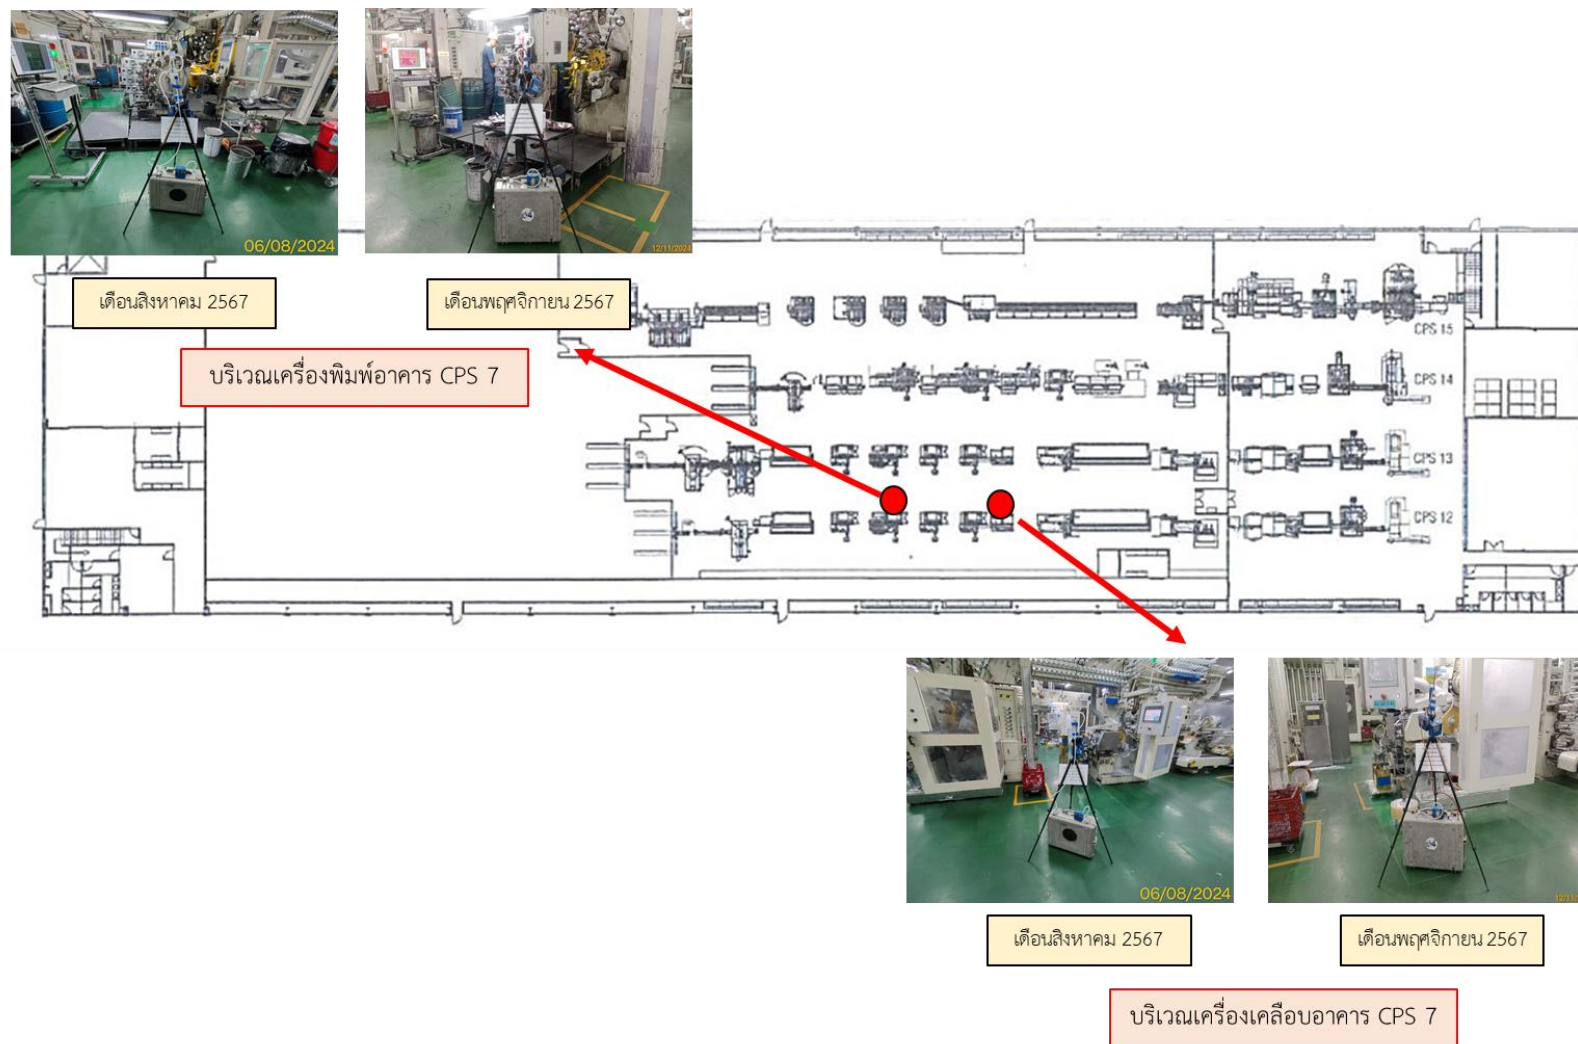 06/08/2024
12/11/2024
เดือนสิงหาคม 2567
เดือนพฤศจิกายน 2567
บริเวณเครื่องพิมพ์อาคาร CPS 7
CPS 15
CPS 14
CPS 13
CPS 12
06/08/2024
เดือนสิงหาคม 2567
เดือนพฤศจิกายน 2567
บริเวณเครื่องเคลือบอาคาร CPS 7